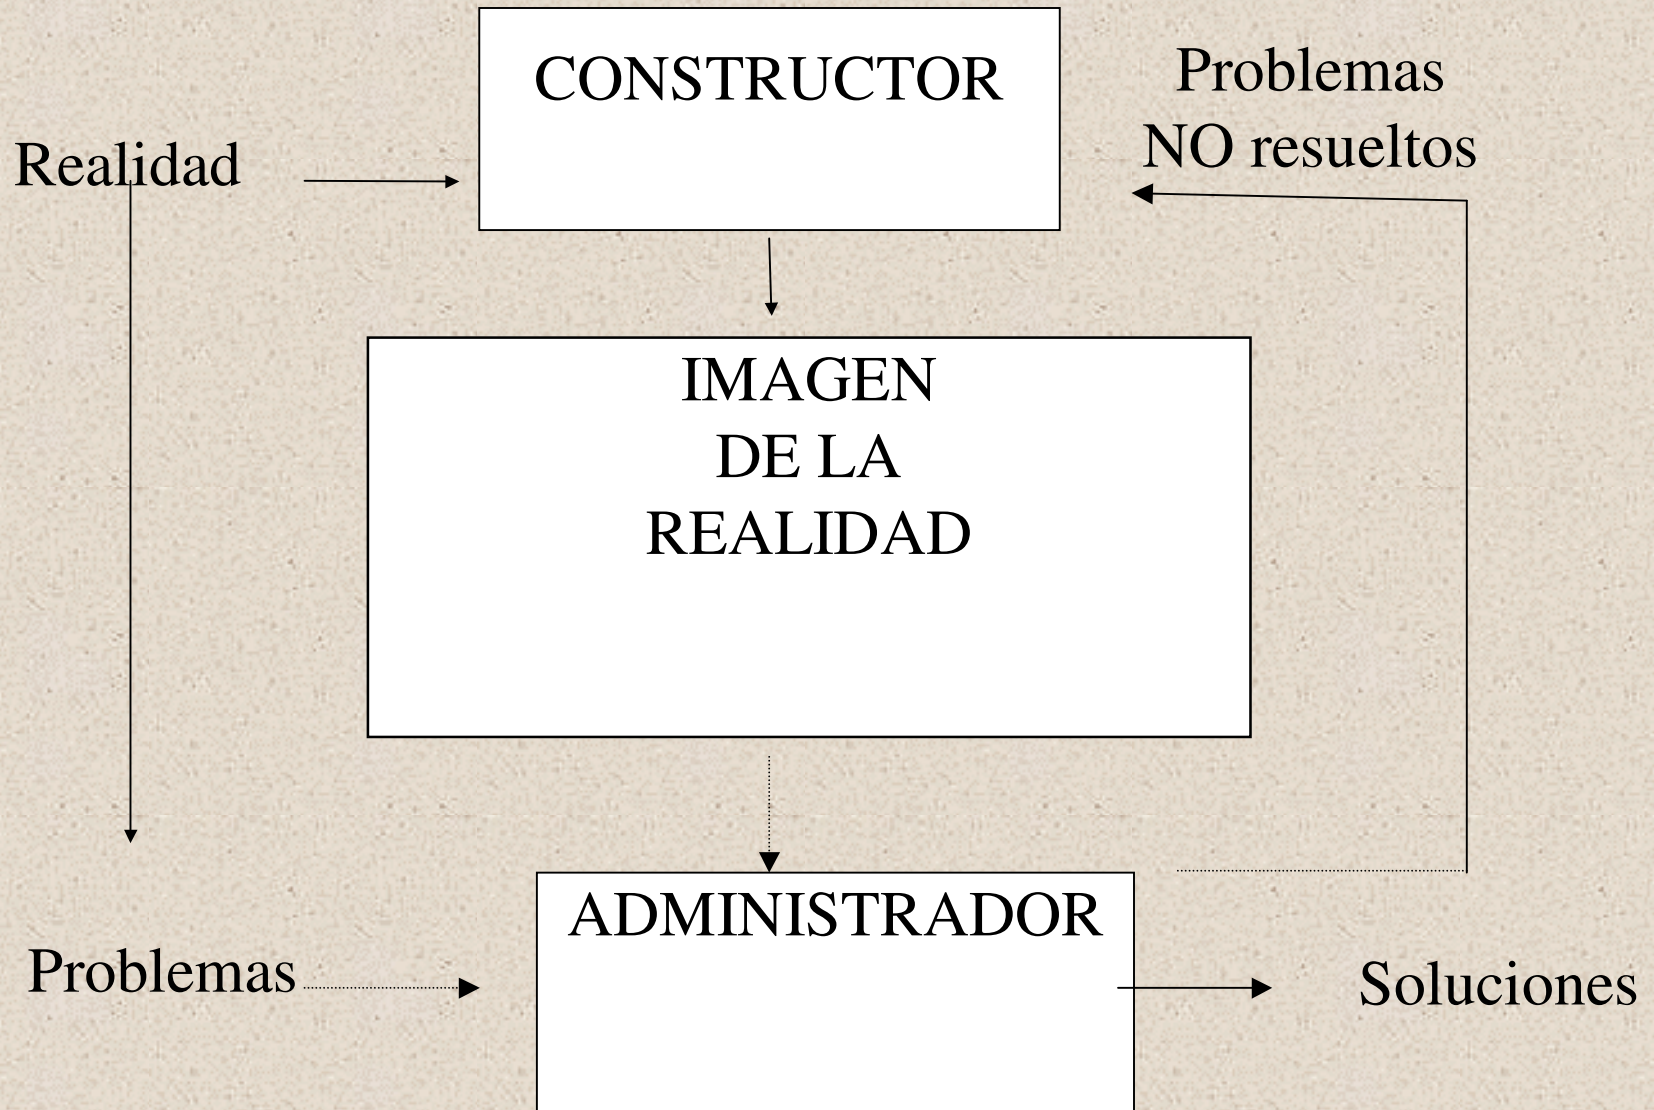 CONSTRUCTOR
Problemas
NO resueltos
Realidad
IMAGEN
DE LA
REALIDAD
ADMINISTRADOR
Problemas
Soluciones